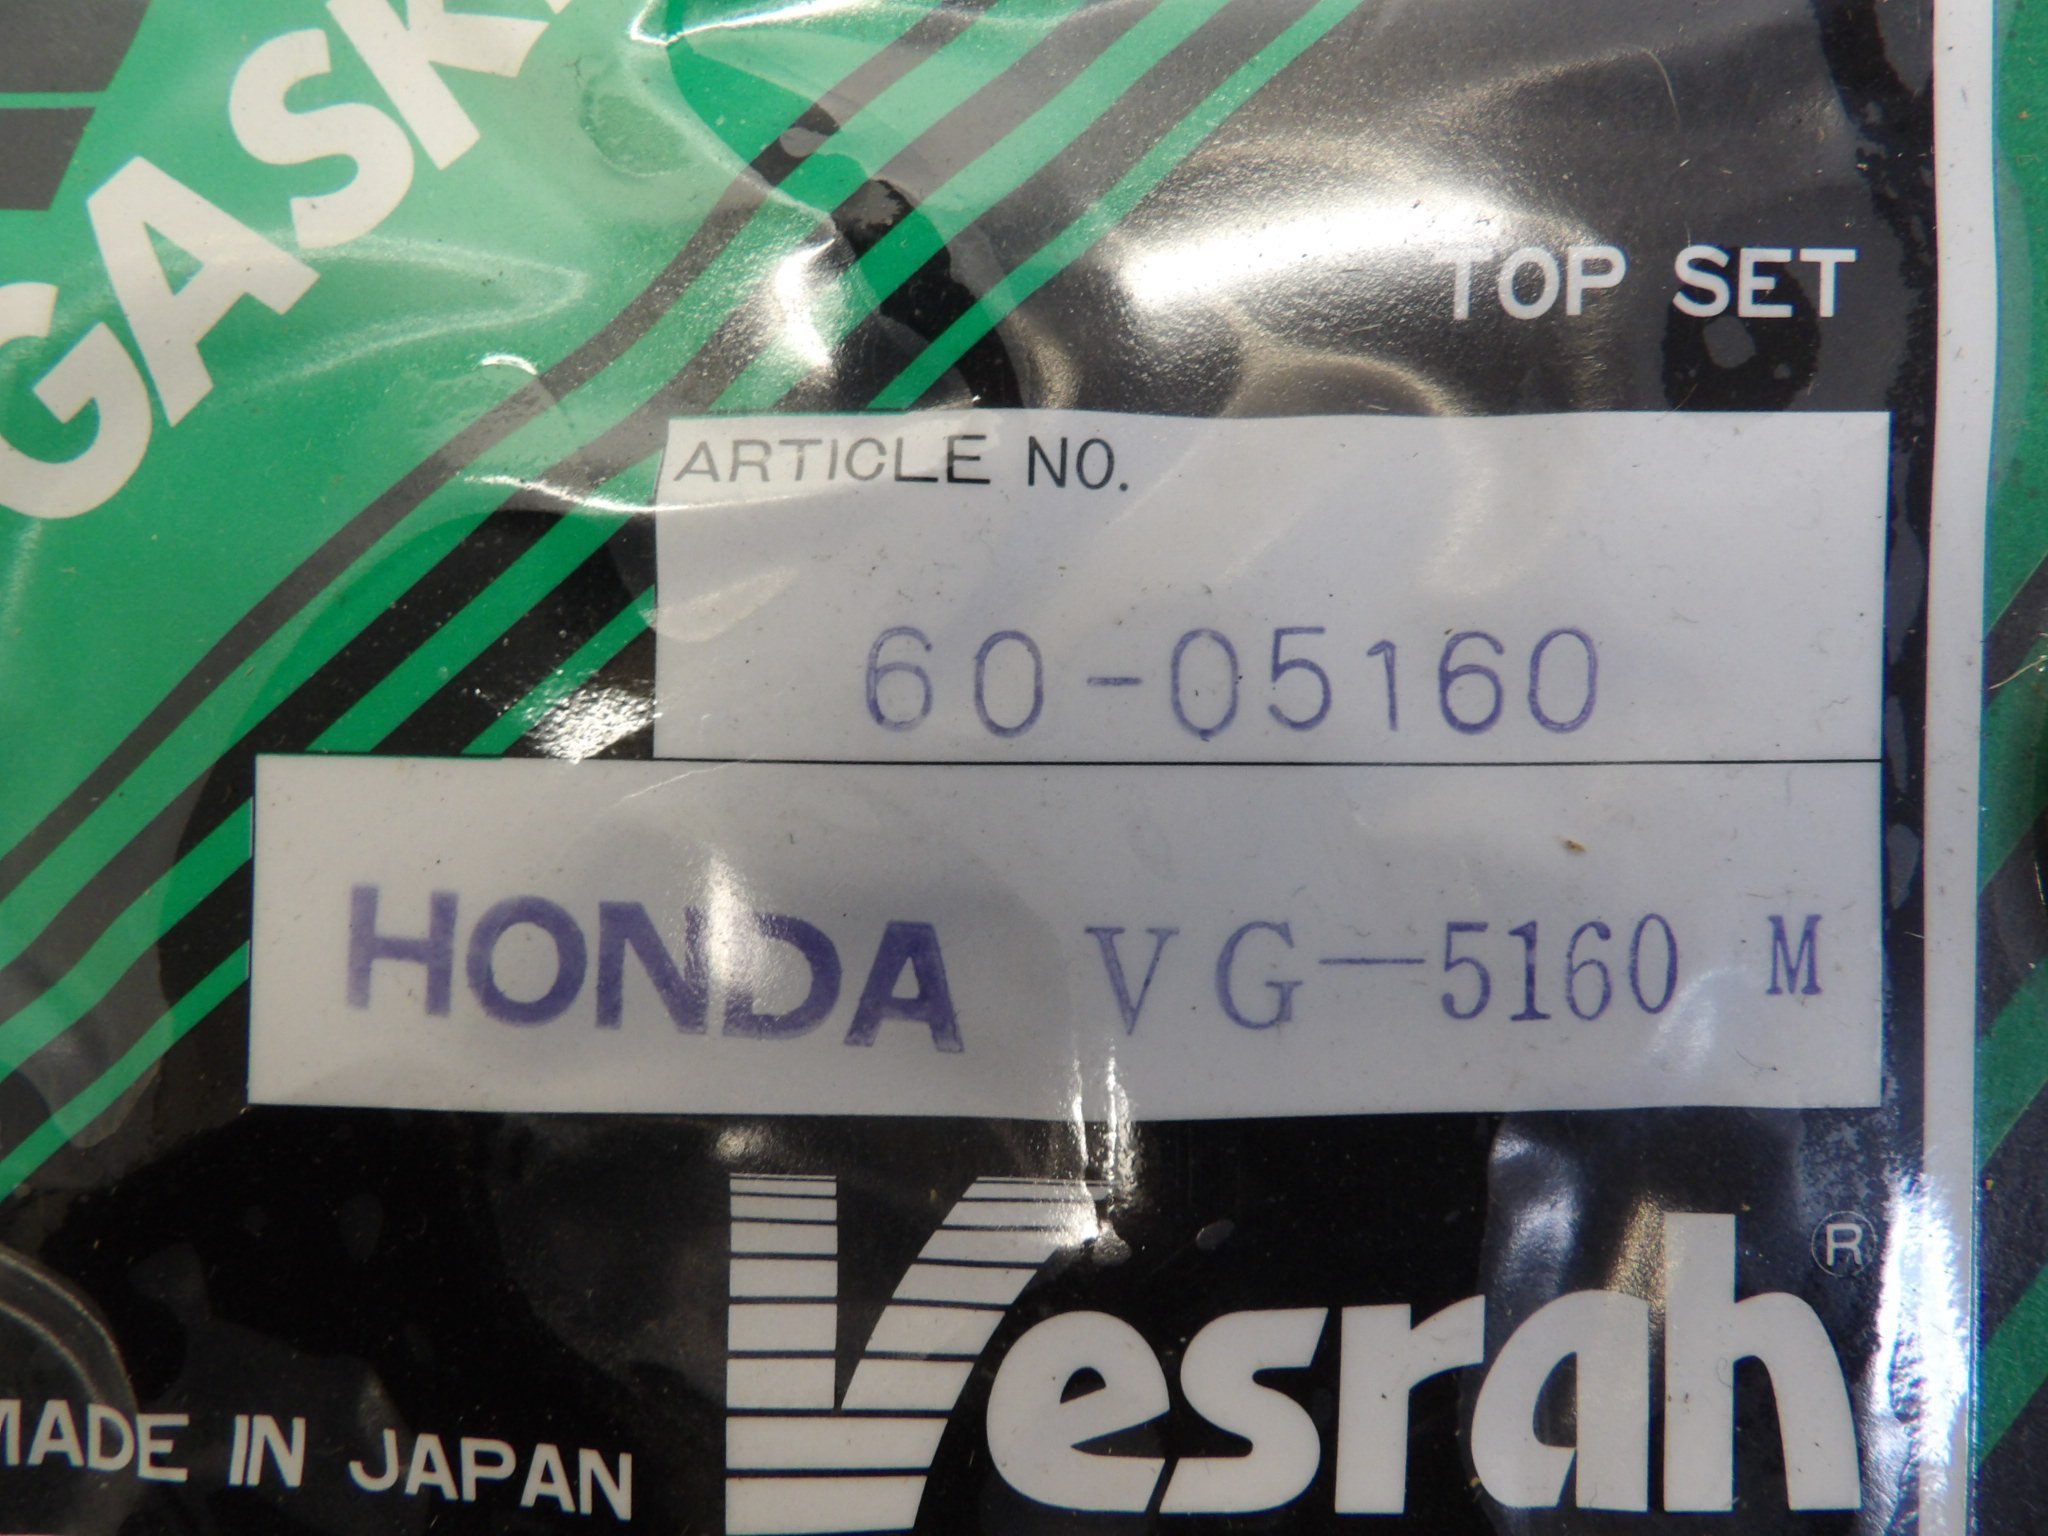 GASK
TOP SET
ARTICLE NO.
60-05160
HONDA VG-5160 M
Vesrah ®
MADE IN JAPAN